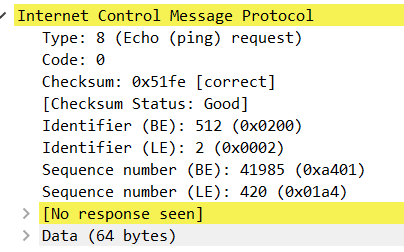 Internet Control Message Protocol
Type: 8 (Echo (ping) request)
Code: 0
Checksum: 0x51fe [correct]
[Checksum Status: Good]
Identifier (BE): 512 (0x0200)
Identifier (LE): 2 (0x0002)
Sequence number (BE): 41985 (0xa401)
Sequence number (LE): 420 (0x01a4)
[No response seen]
Data (64 bytes)